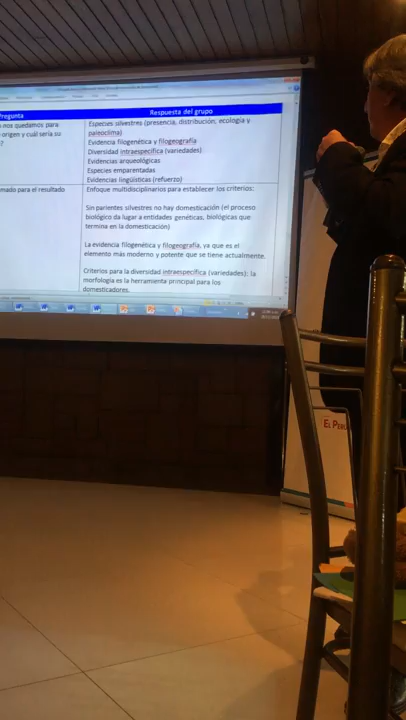 Pregunta
Respuesta del grupo
nos quedamos para
origen y cuál sería su
?
Especies silvestres (presencia, distribución, ecología y
paleoclima)
Evidencia filogenética y filogeografía
Diversidad intraespecífica (variedades)
Evidencias arqueológicas
Especies emparentadas
Evidencias lingüísticas (refuerzo)
mado para el resultado
Enfoque multidisciplinarios para establecer los criterios:
Sin parientes silvestres no hay domesticación (el proceso
biológico da lugar a entidades genéticas, biológicas que
termina en la domesticación)
La evidencia filogenética y filogeografía, ya que es el
elemento más moderno y potente que se tiene actualmente.
Criterios para la diversidad intraespecífica (variedades): la
morfología es la herramienta principal para los
domesticadores.
EL PERÚ